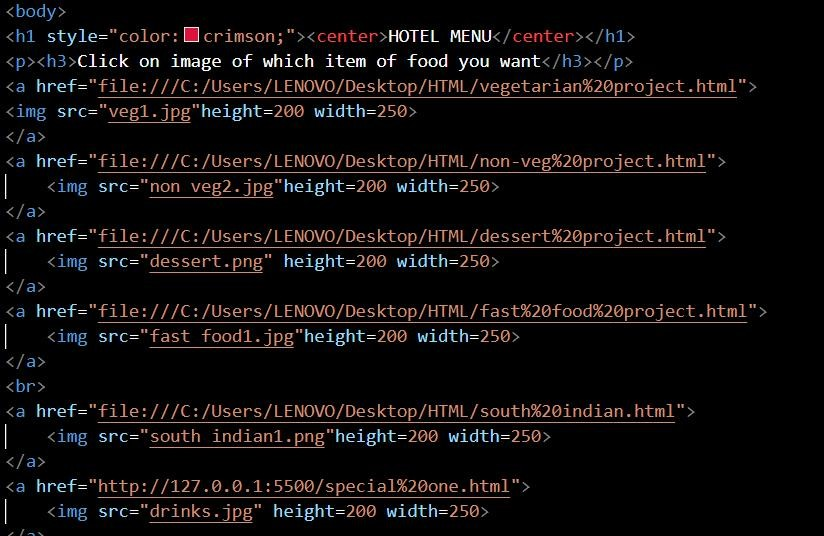 <body>
<h1 style="color:crimson;"><center>HOTEL MENU</center></h1>
<p><h3>Click on image of which item of food you want</h3></p>
<a href="file:///C:/Users/LENOVO/Desktop/HTML/vegetarian%20project.html">
<img src="veg1.jpg"height=200 width=250>
</a>
<a href="file:///C:/Users/LENOVO/Desktop/HTML/non-veg%20project.html">
    <img src="non veg2.jpg"height=200 width=250>
</a>
<a href="file:///C:/Users/LENOVO/Desktop/HTML/dessert%20project.html">
    <img src="dessert.png" height=200 width=250>
</a>
<a href="file:///C:/Users/LENOVO/Desktop/HTML/fast%20food%20project.html">
    <img src="fast food1.jpg"height=200 width=250>
</a>
<br>
<a href="file:///C:/Users/LENOVO/Desktop/HTML/south%20indian.html">
    <img src="south indian1.png"height=200 width=250>
</a>
<a href="http://127.0.0.1:5500/special%20one.html">
    <img src="drinks.jpg" height=200 width=250>
</a>